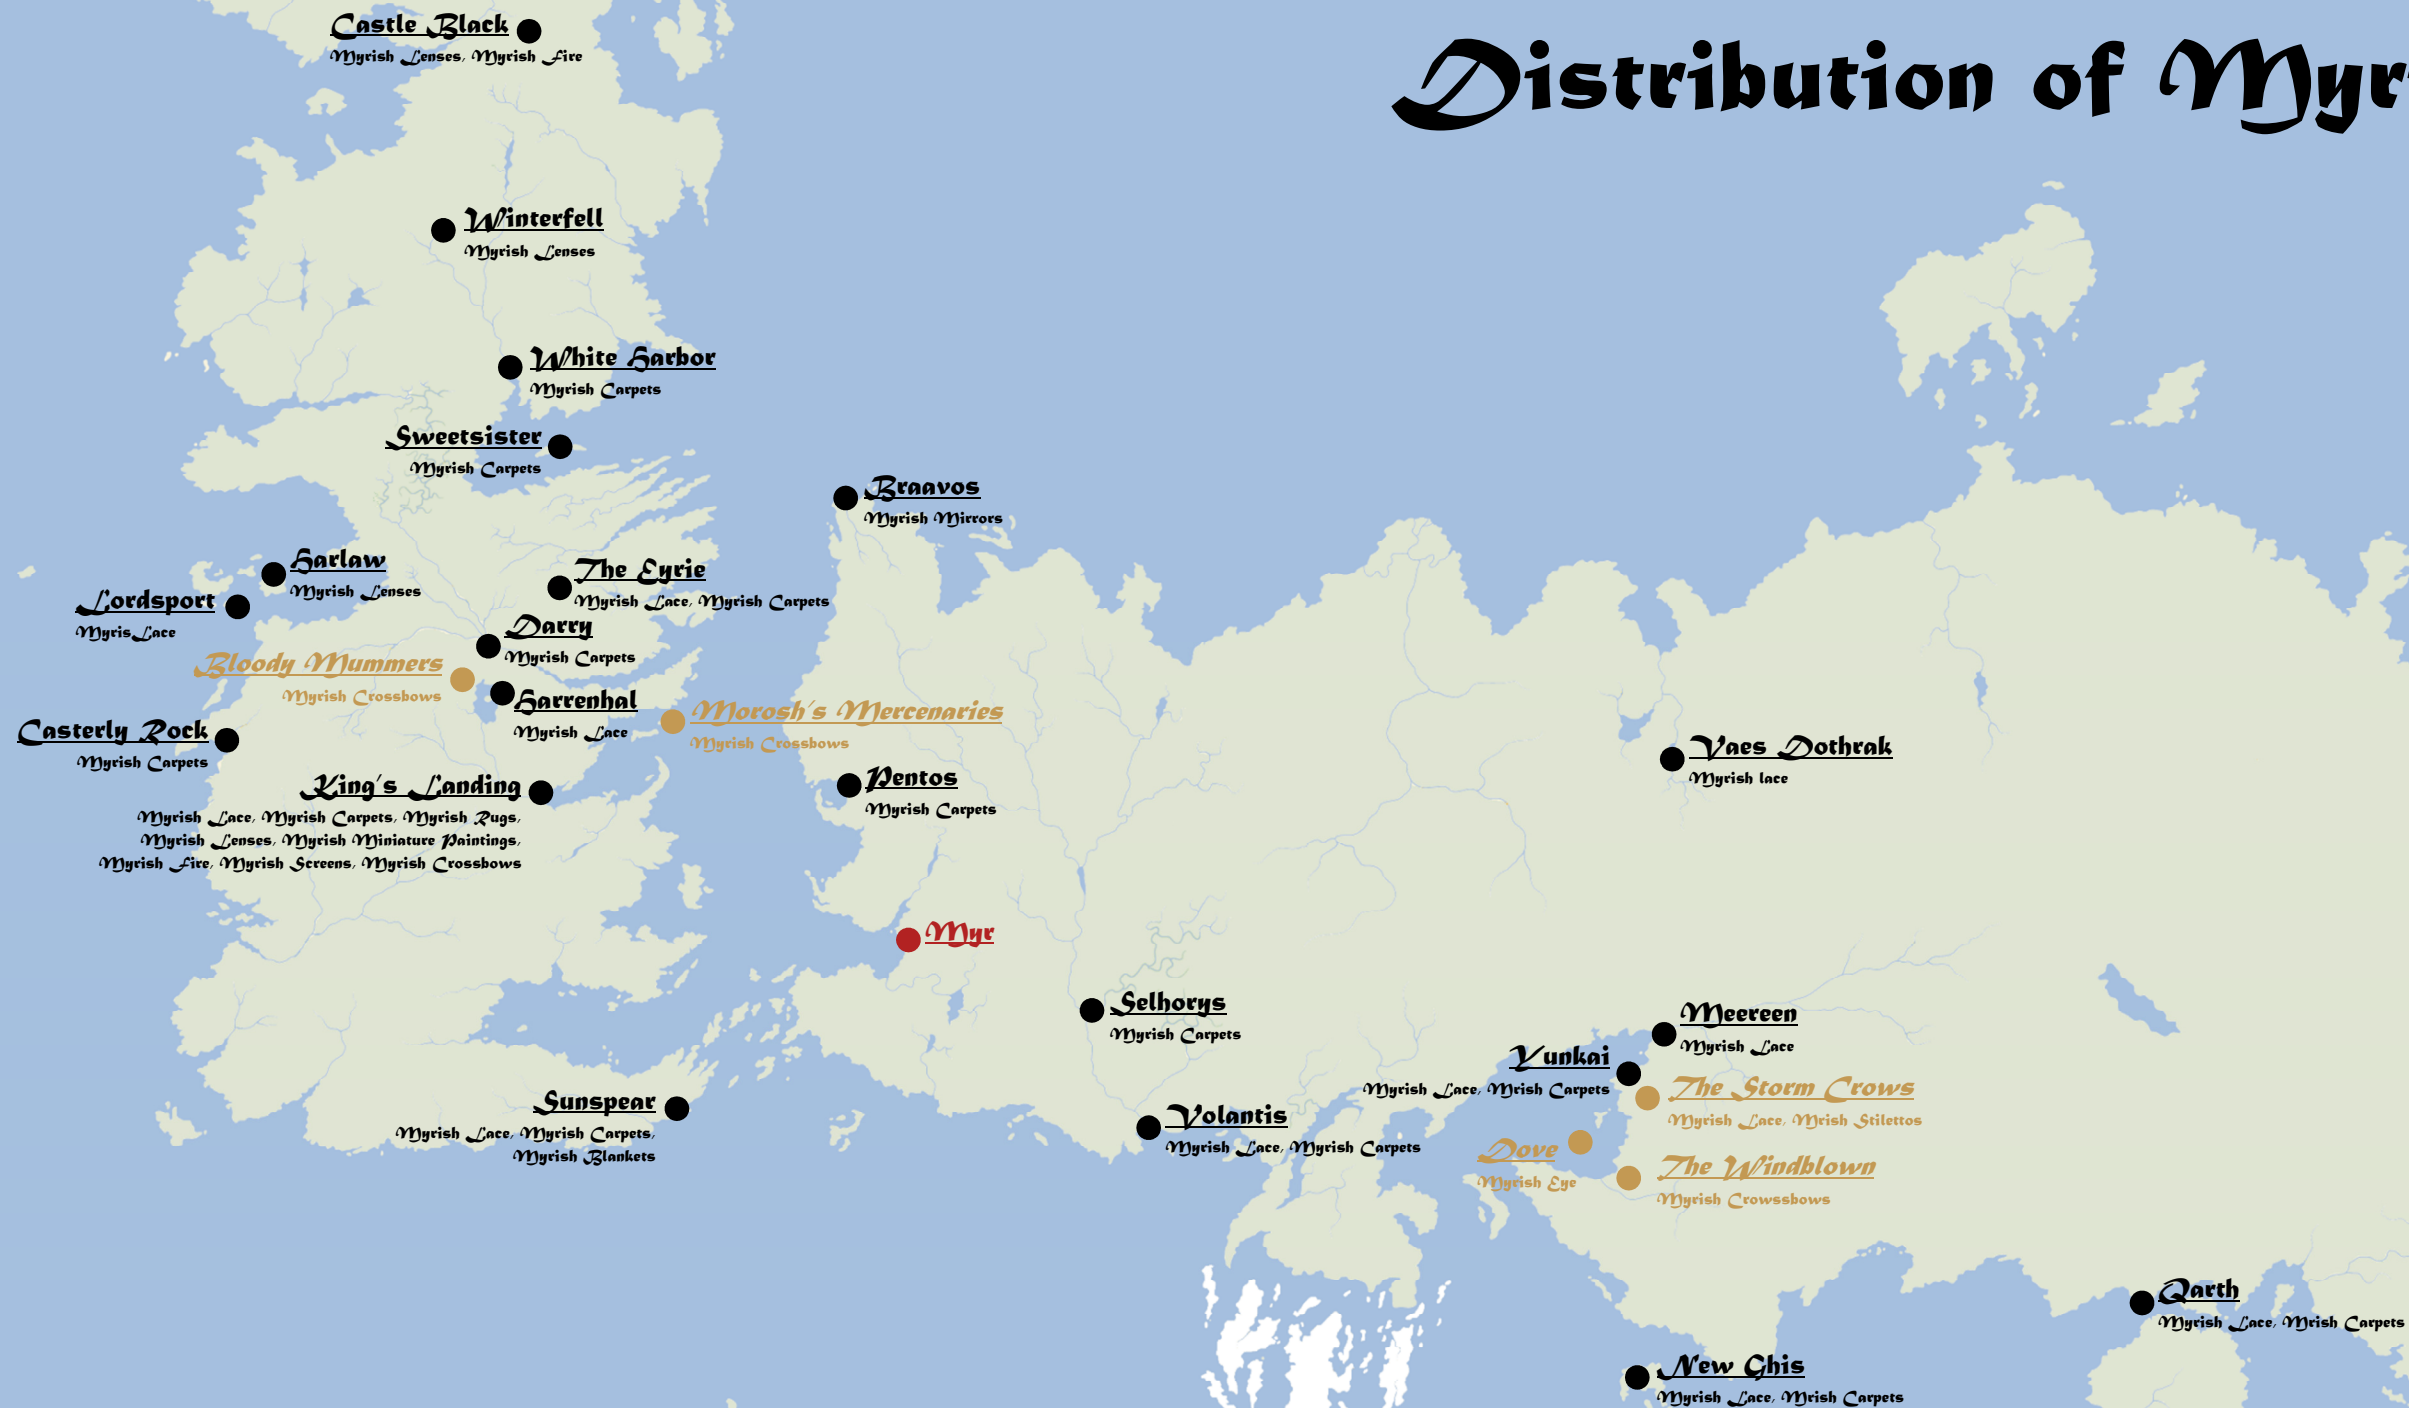 Distribution of Myr
Castle Black
Myrish Lenses, Myrish Fire
Winterfell
Myrish Lenses
White Harbor
Myrish Carpets
Sweetsister
Myrish Carpets
Braavos
Myrish Mirrors
Harlaw
Myrish Lenses
The Eyrie
Myrish Lace, Myrish Carpets
Lordsport
MyrisLace
Darry
Myrish Carpets
Bloody Mummers
Myrish Crossbows
Harrenhal
Myrish Lace
Morosh's Mercenaries
Myrish Crossbows
Casterly Rock
Myrish Carpets
Vaes Dothrak
Myrish lace
King's Landing
Myrish Lace, Myrish Carpets, Myrish Rugs,
Myrish Lenses, Myrish Miniature Paintings,
Myrish Fire, Myrish Screens, Myrish Crossbows
Pentos
Myrish Carpets
Myr
Selhorys
Myrish Carpets
Meereen
Myrish Lace
Yunkai
Myrish Lace, Mrish Carpets
The Storm Crows
Myrish Lace, Mrish Stilettos
Sunspear
Myrish Lace, Myrish Carpets,
Myrish Blankets
Volantis
Myrish Lace, Myrish Carpets
Dove
Myrish Eye
The Windblown
Myrish Crowssbows
Qarth
Myrish Lace, Mrish Carpets
New Ghis
Myrish Lace, Mrish Carpets